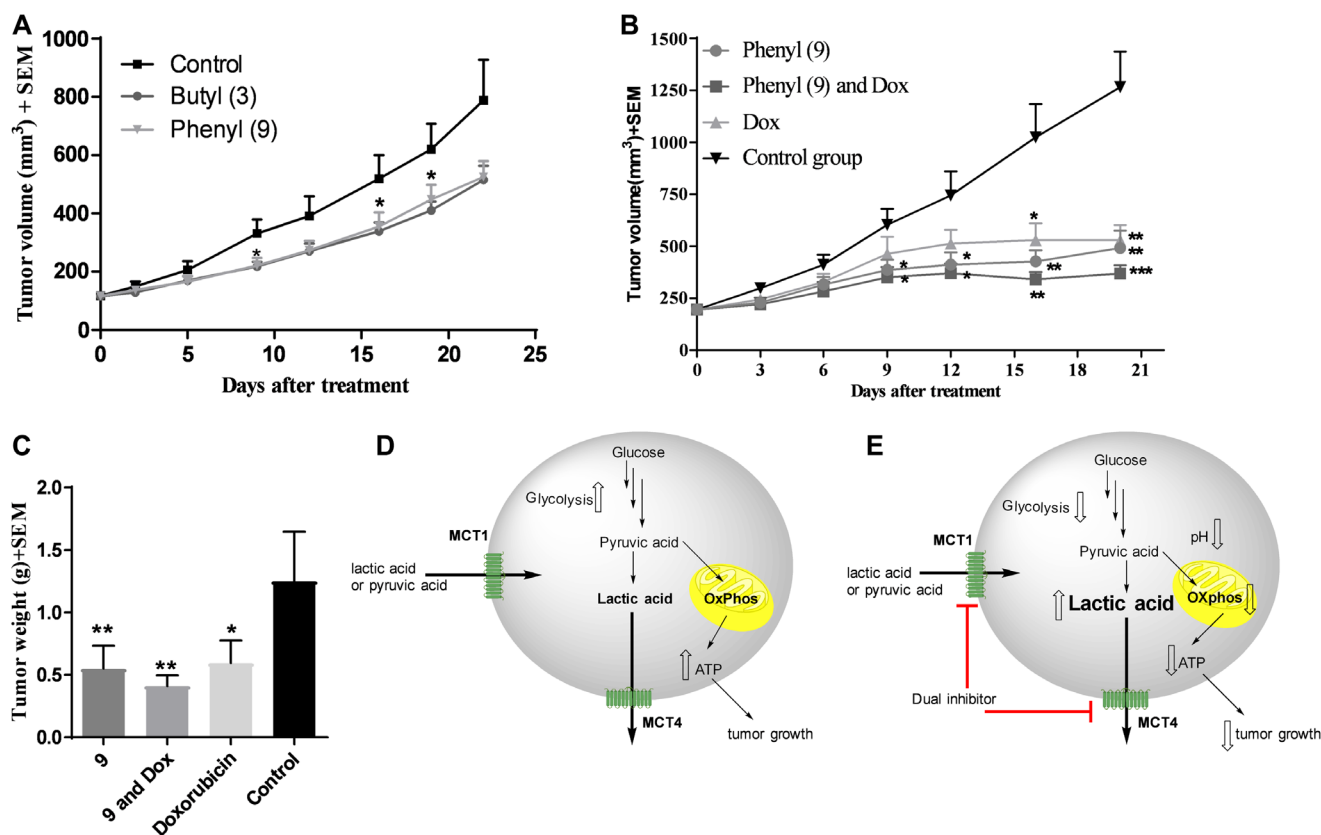 A
Tumor volume (mm³) + SEM
1000
800
600
400
200
0
Control
Butyl (3)
Phenyl (9)
*
*
*
0 5 10 15 20 25
Days after treatment
B
Tumor volume(mm³)+SEM
1500
1250
1000
750
500
250
0
Phenyl (9)
Phenyl (9) and Dox
Dox
Control group
*
*
*
*
*
**
**
**
**
***
0 3 6 9 12 15 18 21
Days after treatment
C
Tumor weight (g)+SEM
2.0
1.5
1.0
0.5
0.0
**
**
*
9
9 and Dox
Doxorubicin
Control
D
Glucose
Glycolysis
MCT1
Pyruvic acid
lactic acid
or pyruvic acid
Lactic acid
OxPhos
ATP
MCT4
tumor growth
E
Glucose
Glycolysis
pH
MCT1
Pyruvic acid
lactic acid
or pyruvic acid
Lactic acid
OXphos
ATP
Dual inhibitor
MCT4
tumor growth